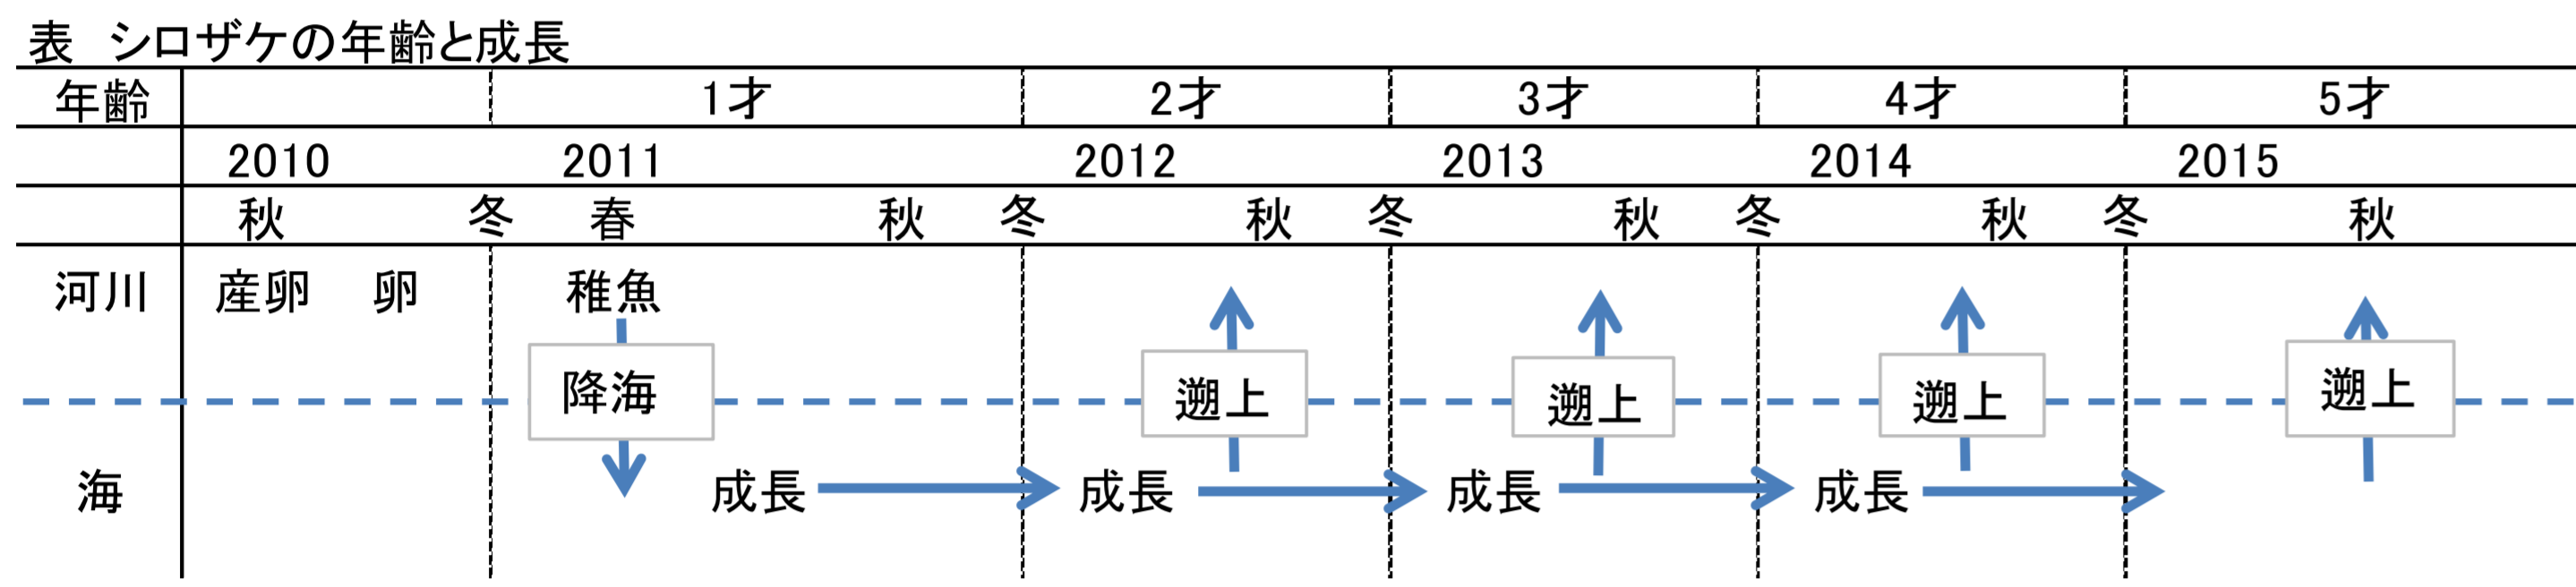 表 シロザケの年齢と成長
年齢 1才 2才 3才 4才 5才
2010 2011 2012 2013 2014 2015
秋 冬 春 秋 冬 秋 冬 秋 冬 秋 冬 秋
河川 産卵 卵 稚魚
降海 遡上 遡上 遡上 遡上
海 成長 成長 成長 成長